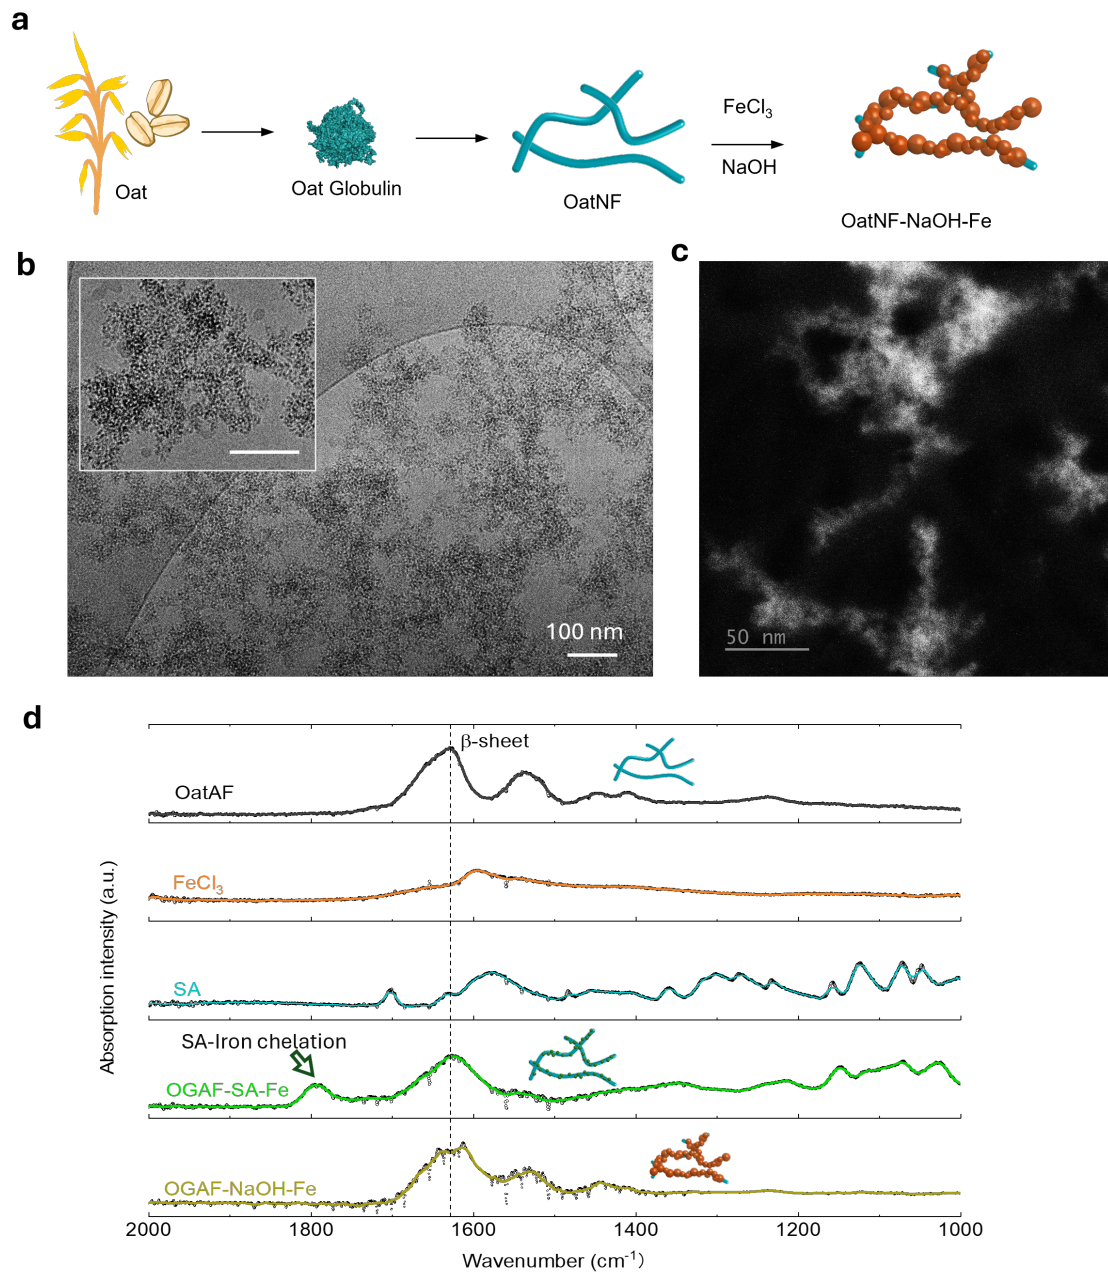 a
Oat
Oat Globulin
OatNF
FeCl₃
NaOH
OatNF-NaOH-Fe
b
100 nm
c
50 nm
d
β-sheet
OatAF
FeCl₃
SA
SA-Iron chelation
OGAF-SA-Fe
OGAF-NaOH-Fe
Absorption intensity (a.u.)
2000 1800 1600 1400 1200 1000
Wavenumber (cm⁻¹)